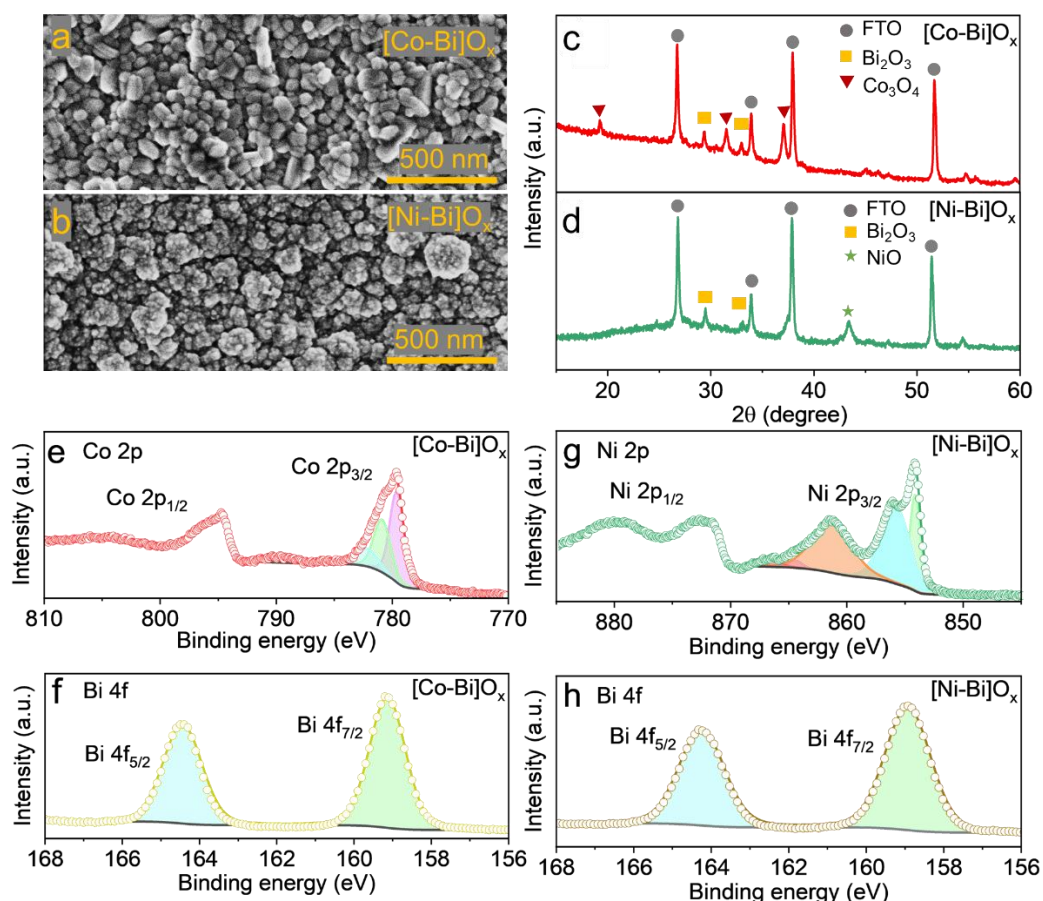 a
[Co-Bi]Oₓ
500 nm
b
[Ni-Bi]Oₓ
500 nm
c
[Co-Bi]Oₓ
FTO
Bi₂O₃
Co₃O₄
d
[Ni-Bi]Oₓ
FTO
Bi₂O₃
NiO
Intensity (a.u.)
20 30 40 50 60
2θ (degree)
e
Co 2p
[Co-Bi]Oₓ
Co 2p₃/₂
Co 2p₁/₂
Intensity (a.u.)
810 800 790 780 770
Binding energy (eV)
g
Ni 2p
[Ni-Bi]Oₓ
Ni 2p₁/₂
Ni 2p₃/₂
Intensity (a.u.)
880 870 860 850
Binding energy (eV)
f
Bi 4f
[Co-Bi]Oₓ
Bi 4f₇/₂
Bi 4f₅/₂
Intensity (a.u.)
168 166 164 162 160 158 156
Binding energy (eV)
h
Bi 4f
[Ni-Bi]Oₓ
Bi 4f₅/₂
Bi 4f₇/₂
Intensity (a.u.)
168 166 164 162 160 158 156
Binding energy (eV)